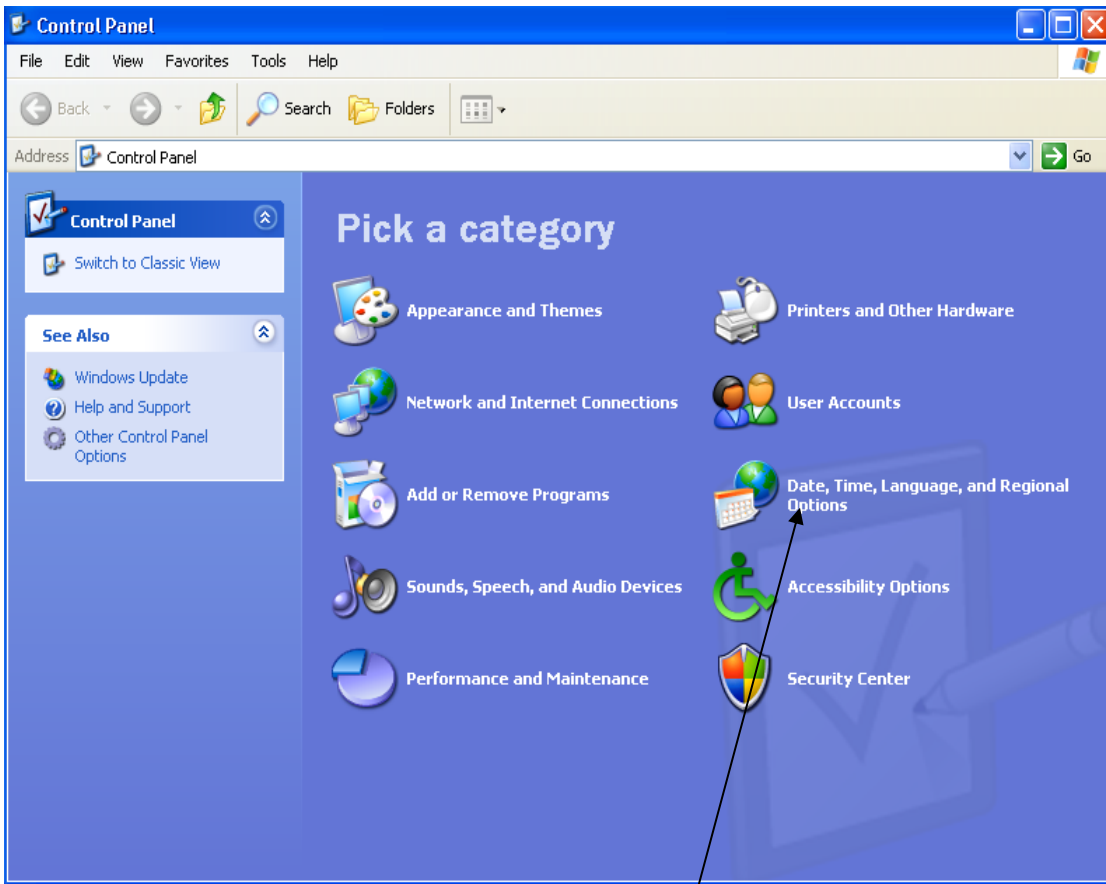 Control Panel
File Edit View Favorites Tools Help
Back Search Folders
Address Control Panel Go
Control Panel
Switch to Classic View
See Also
Windows Update
Help and Support
Other Control Panel
Options
Pick a category
Appearance and Themes
Printers and Other Hardware
Network and Internet Connections
User Accounts
Add or Remove Programs
Date, Time, Language, and Regional
Options
Sounds, Speech, and Audio Devices
Accessibility Options
Performance and Maintenance
Security Center